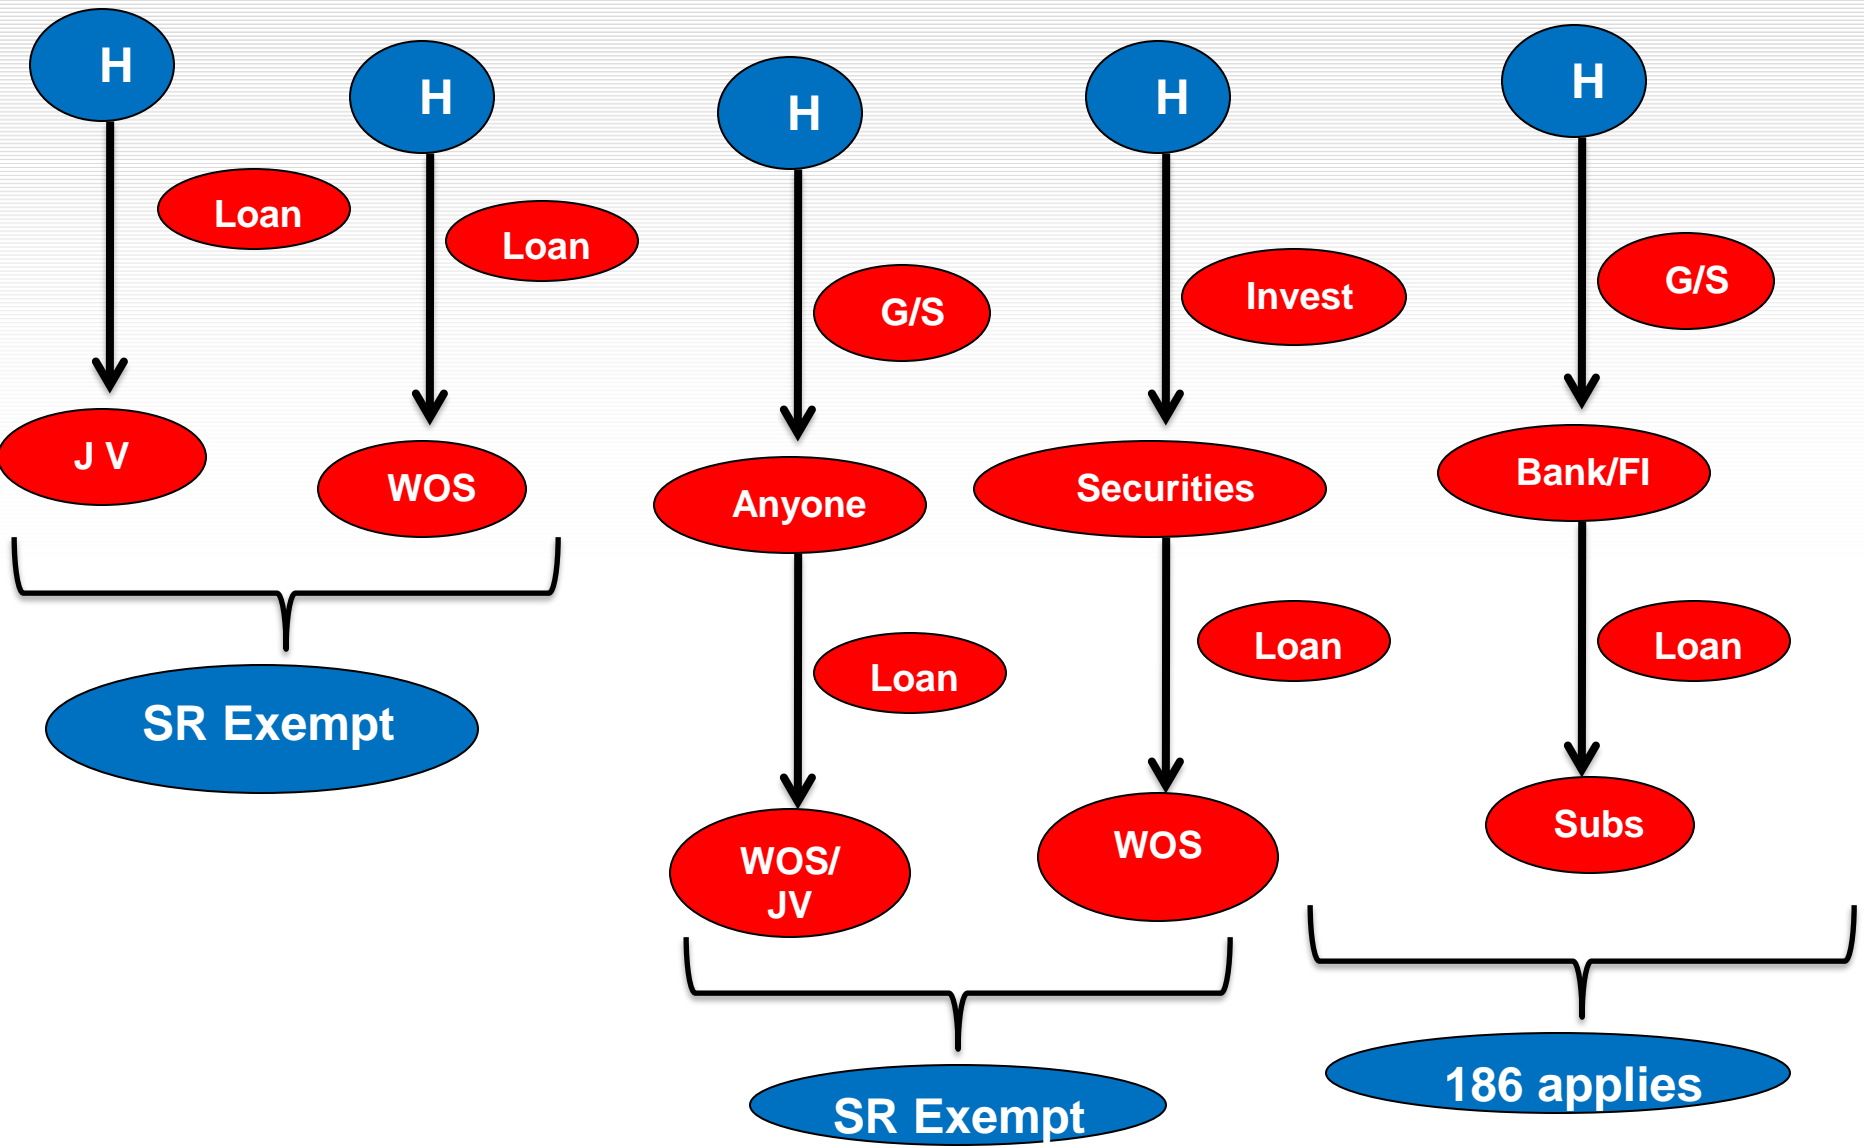 H
Loan
J V
H
Loan
WOS
SR Exempt
H
G/S
Anyone
Loan
WOS/
JV
H
Invest
Securities
Loan
WOS
SR Exempt
H
G/S
Bank/FI
Loan
Subs
186 applies